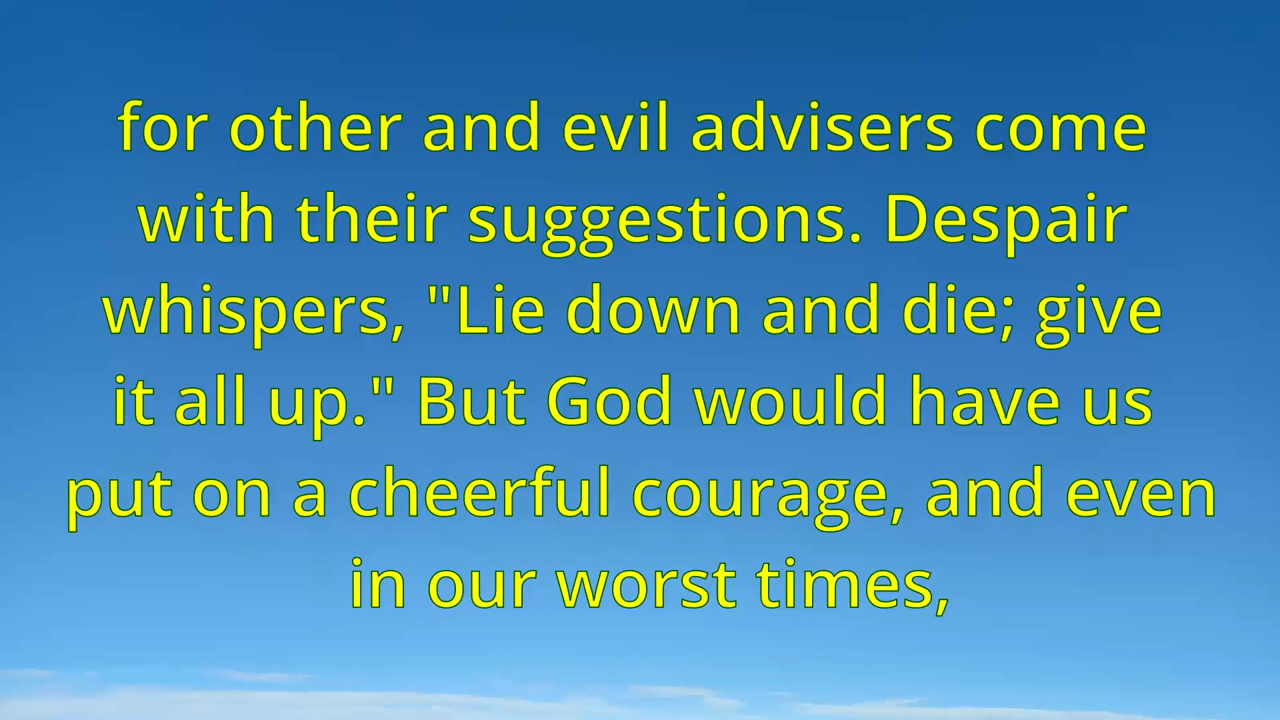 for other and evil advisers come
with their suggestions. Despair
whispers, "Lie down and die; give
it all up." But God would have us
put on a cheerful courage, and even
in our worst times,